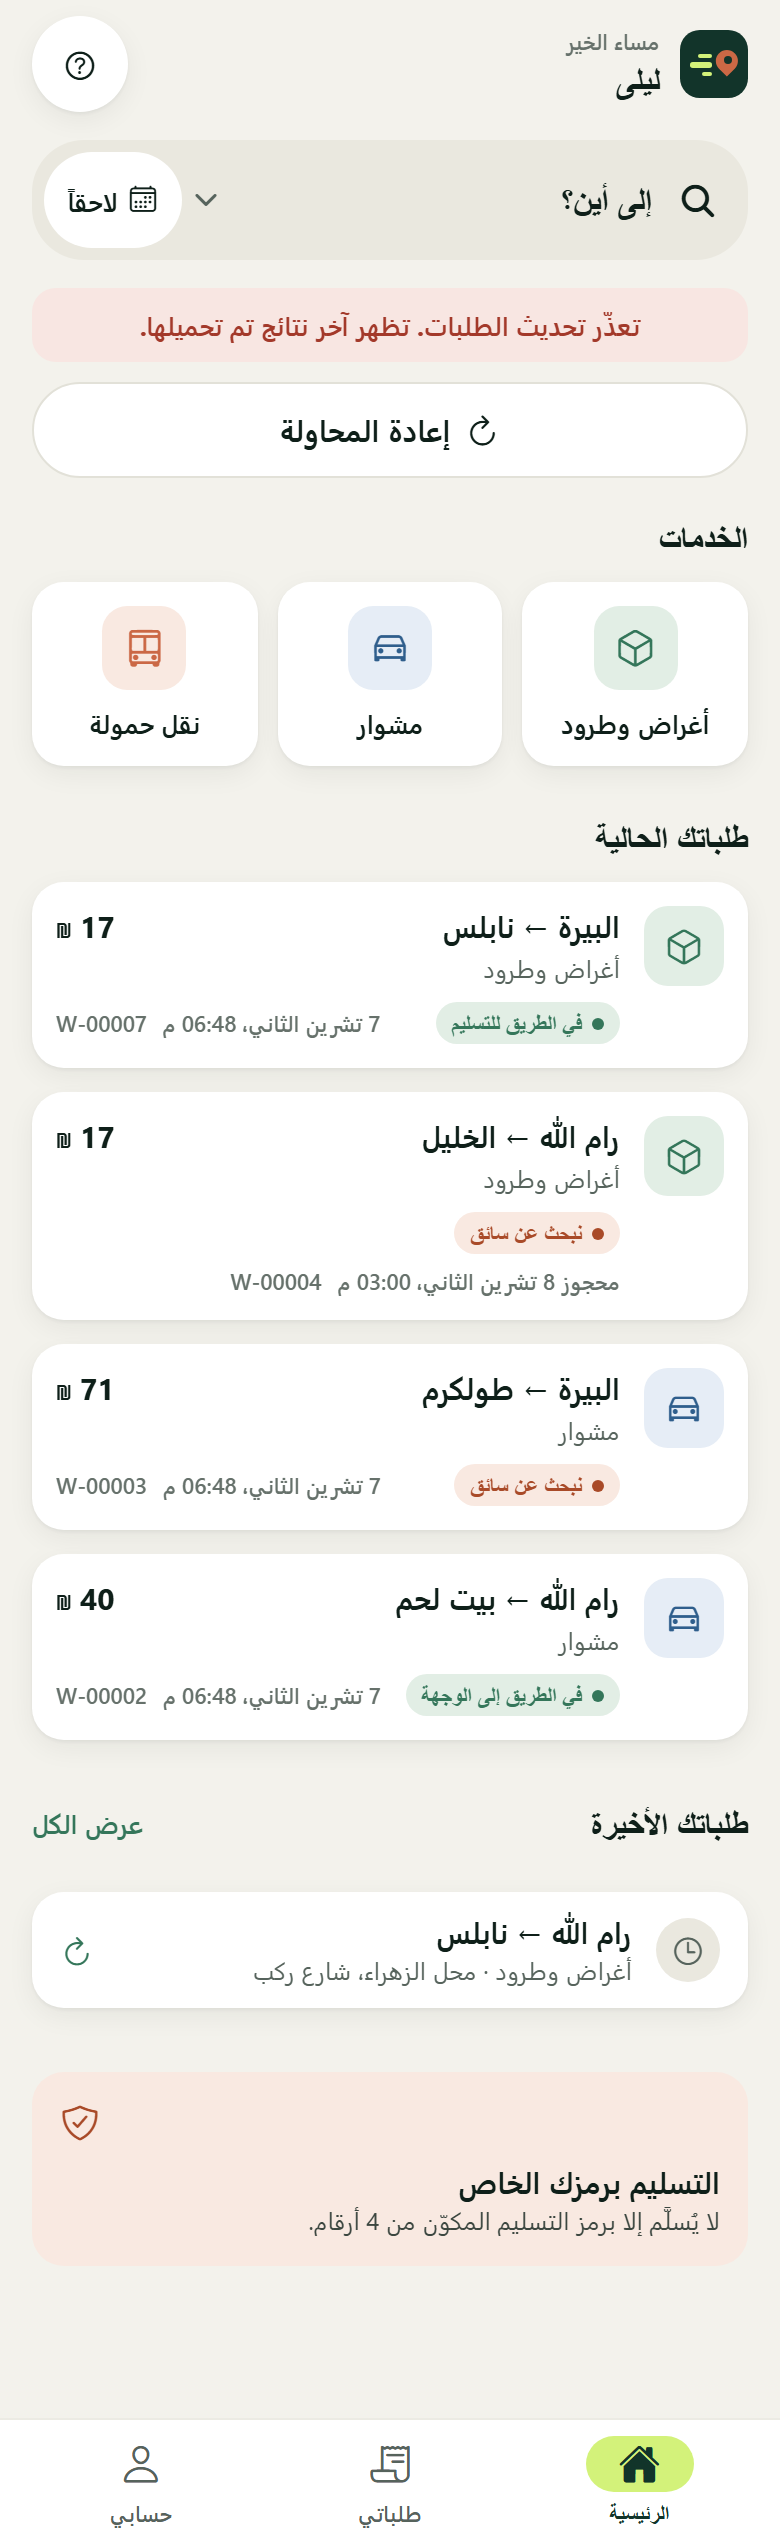 مساء الخير
ليلى
إلى أين؟
لاحقاً
تعذّر تحديث الطلبات. تظهر آخر نتائج تم تحميلها.
إعادة المحاولة
الخدمات
أغراض وطرود
مشوار
نقل حمولة
طلباتك الحالية
البيرة ← نابلس
17 ₪
أغراض وطرود
في الطريق للتسليم
7 تشرين الثاني، 06:48 م
W-00007
رام الله ← الخليل
17 ₪
أغراض وطرود
نبحث عن سائق
محجوز 8 تشرين الثاني، 03:00 م
W-00004
البيرة ← طولكرم
71 ₪
مشوار
نبحث عن سائق
7 تشرين الثاني، 06:48 م
W-00003
رام الله ← بيت لحم
40 ₪
مشوار
في الطريق إلى الوجهة
7 تشرين الثاني، 06:48 م
W-00002
طلباتك الأخيرة
عرض الكل
رام الله ← نابلس
أغراض وطرود · محل الزهراء، شارع ركب
التسليم برمزك الخاص
لا يُسلَّم إلا برمز التسليم المكوّن من 4 أرقام.
الرئيسية
طلباتي
حسابي